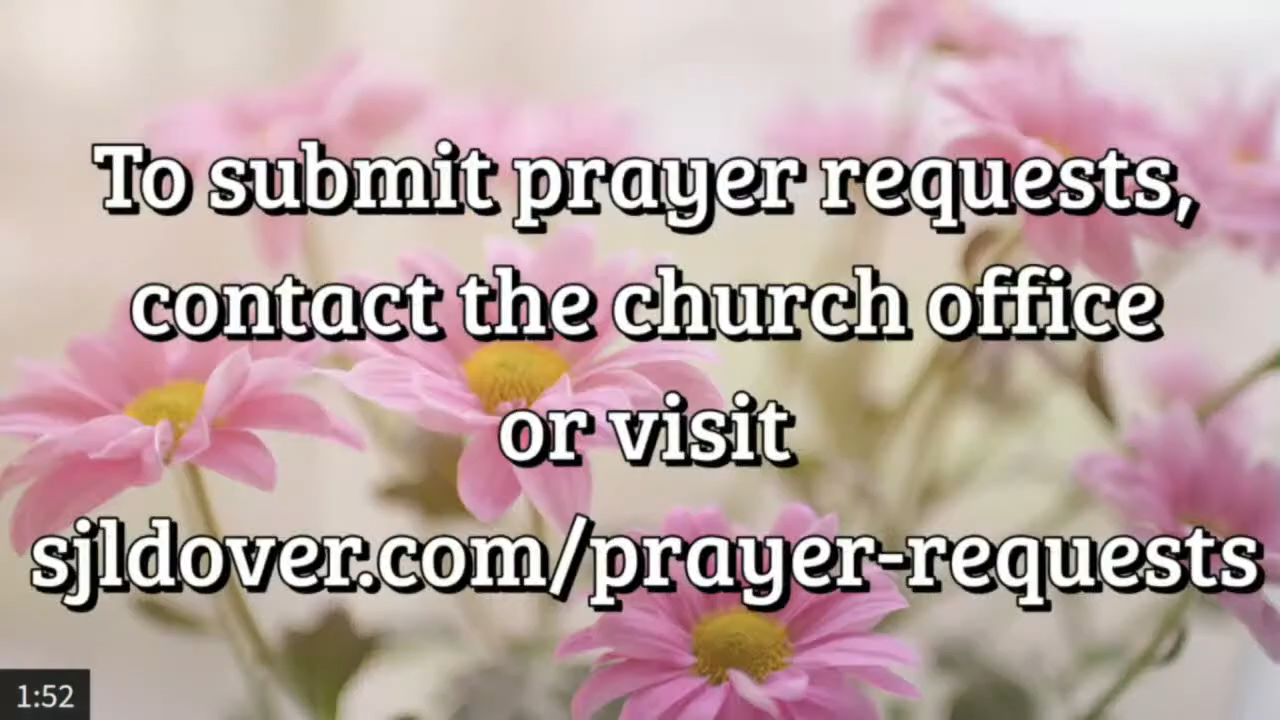 To submit prayer requests,
contact the church office
or visit
sjldover.com/prayer-requests
1:52